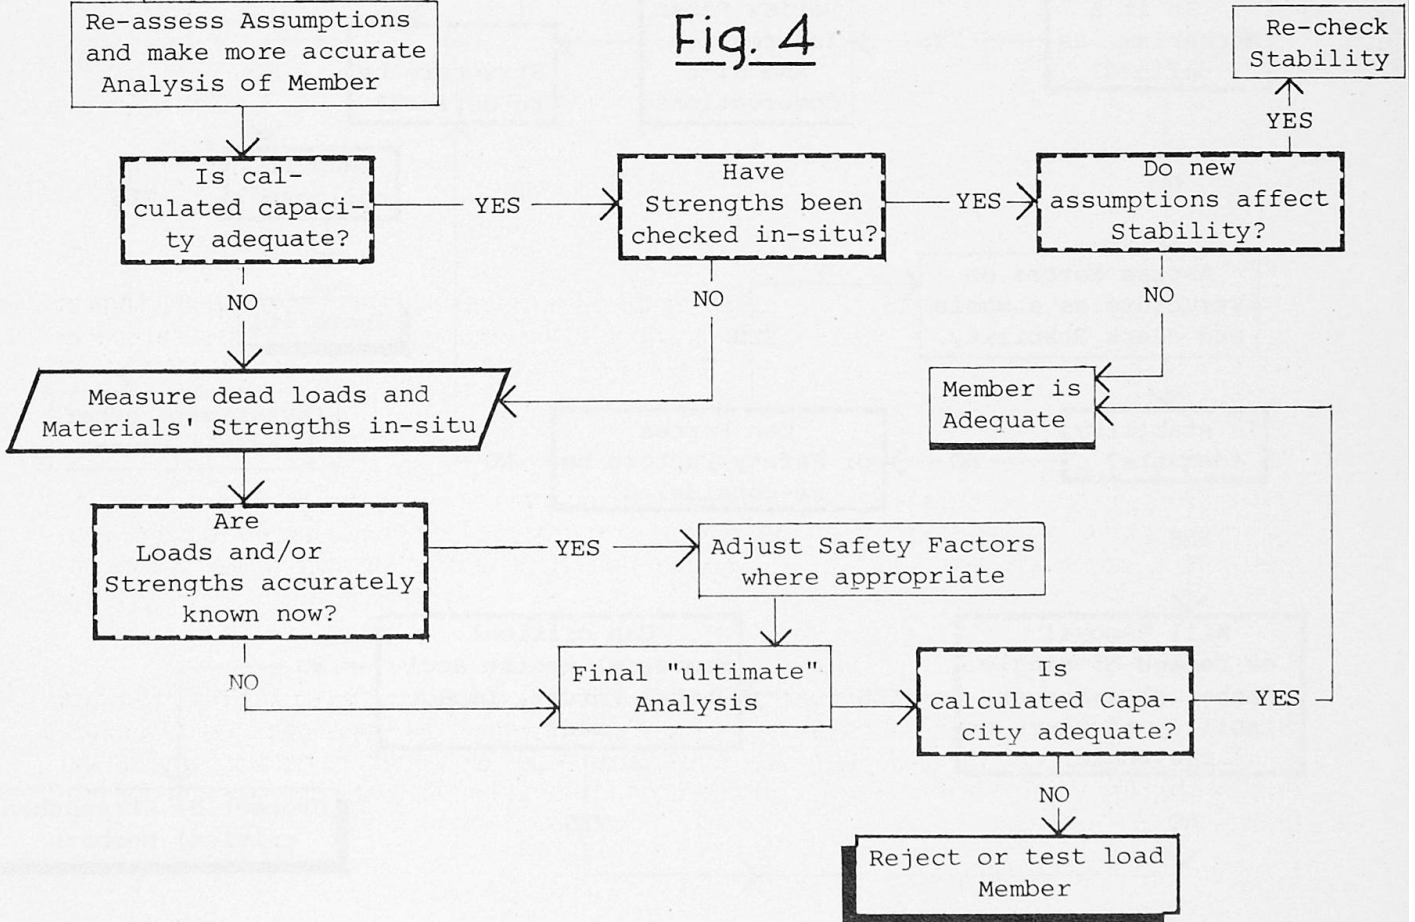 Fig. 4
Re-assess Assumptions
and make more accurate
Analysis of Member
Re-check
Stability
YES
Is cal-
culated capaci-
ty adequate?
YES
Have
Strengths been
checked in-situ?
YES
Do new
assumptions affect
Stability?
NO
NO
NO
Measure dead loads and
Materials' Strengths in-situ
Member is
Adequate
Are
Loads and/or
Strengths accurately
known now?
YES
Adjust Safety Factors
where appropriate
NO
Final "ultimate"
Analysis
Is
calculated Capa-
city adequate?
YES
NO
Reject or test load
Member